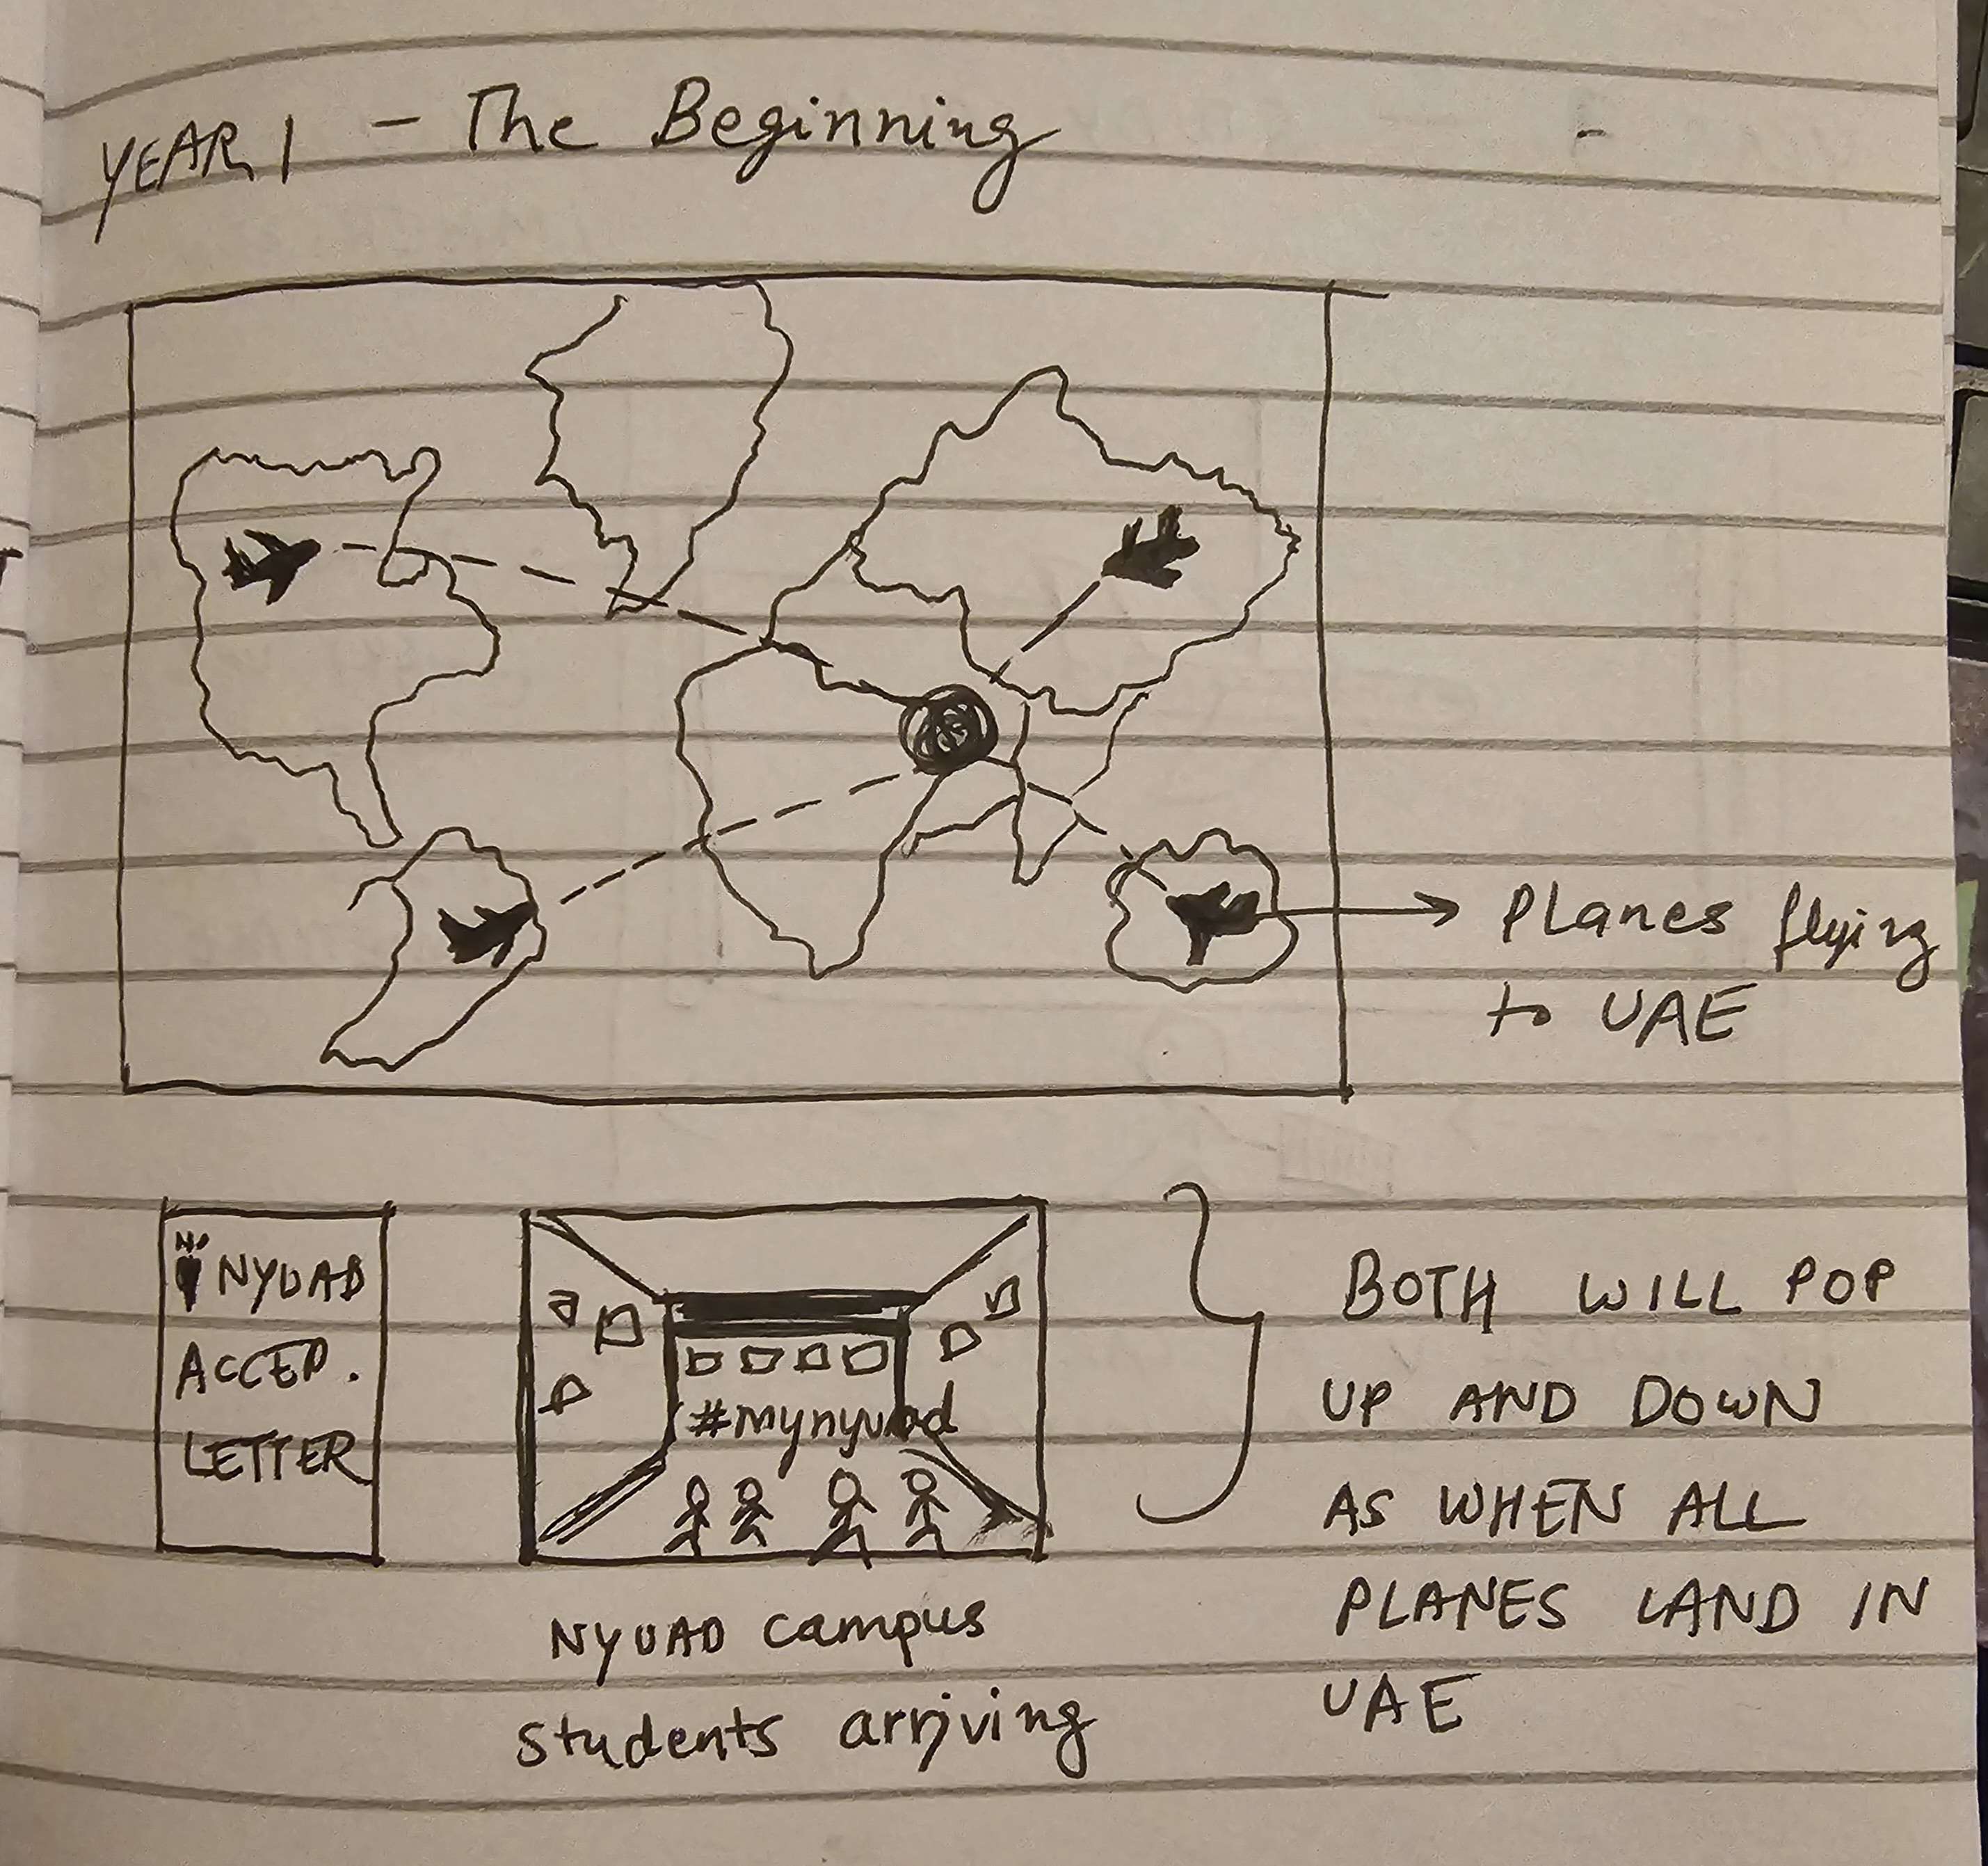 YEAR 1 - The Beginning
Planes flying
to UAE
NYUAD
ACCEP.
LETTER
#mynyuad
NYUAD campus
students arriving
BOTH WILL POP
UP AND DOWN
AS WHEN ALL
PLANES LAND IN
UAE